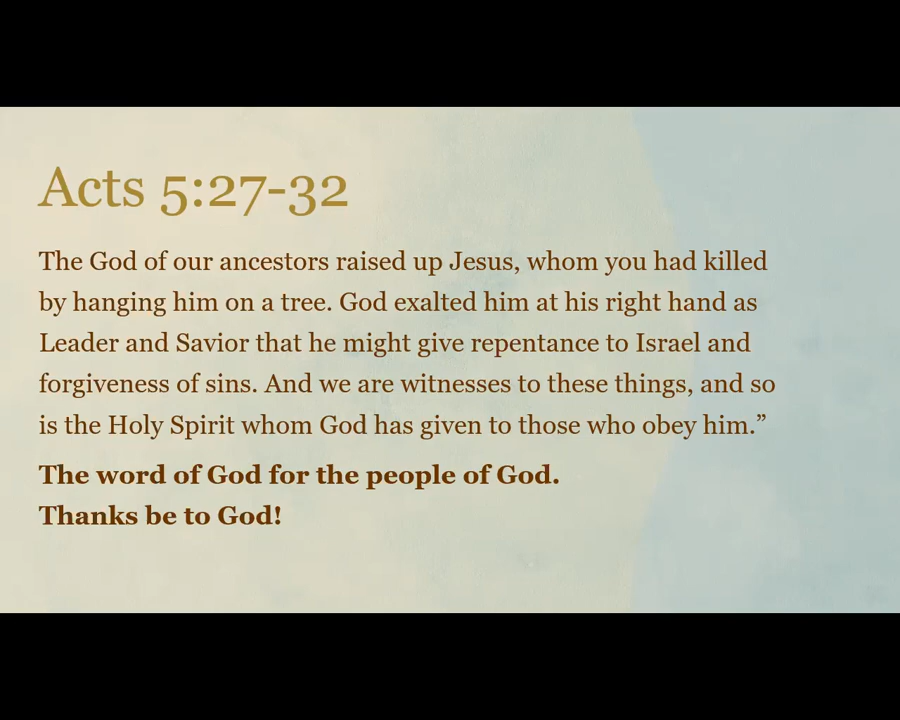 Acts 5:27-32
The God of our ancestors raised up Jesus, whom you had killed
by hanging him on a tree. God exalted him at his right hand as
Leader and Savior that he might give repentance to Israel and
forgiveness of sins. And we are witnesses to these things, and so
is the Holy Spirit whom God has given to those who obey him.”
The word of God for the people of God.
Thanks be to God!